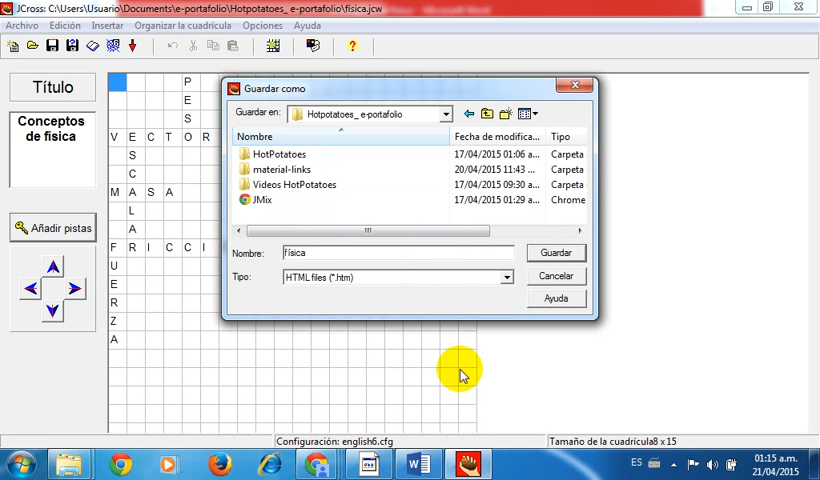 JCross: C:\Users\Usuario\Documents\e-portafolio\Hotpotatoes_ e-portafolio\física.jcw
Archivo Edición Insertar Organizar la cuadrícula Opciones Ayuda
Título
Conceptos
de física
Añadir pistas
P
E
S
V E C T O R
S
C
M A S A
L
A
F R I C C I
U
E
R
Z
A
Guardar como
Guardar en: Hotpotatoes_ e-portafolio
Nombre Fecha de modifica... Tipo
HotPotatoes 17/04/2015 01:06 a... Carpeta
material-links 20/04/2015 11:43 ... Carpeta
Videos HotPotatoes 17/04/2015 09:30 a... Carpeta
JMix 17/04/2015 01:29 a... Chrome
Nombre: física Guardar
Tipo: HTML files (*.htm) Cancelar
Ayuda
Configuración: english6.cfg Tamaño de la cuadrícula8 x 15
ES 01:15 a.m.
21/04/2015